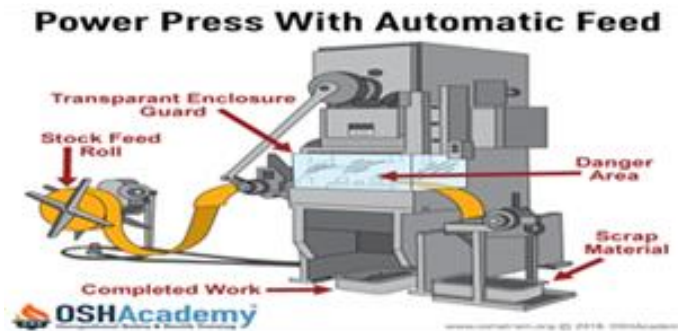 Power Press With Automatic Feed
Transparant Enclosure
Guard
Stock Feed
Roll
Danger
Area
Scrap
Material
Completed Work
OSHAcademy